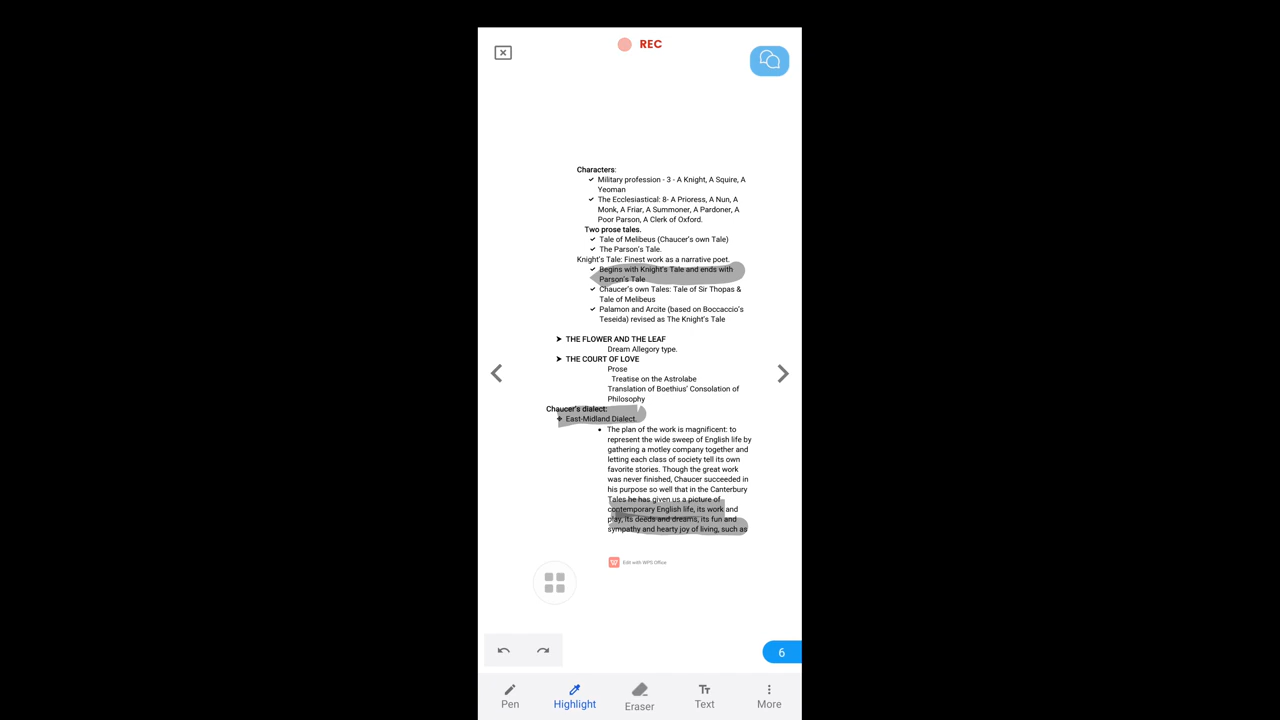 REC
Characters:
✓ Military profession - 3 - A Knight, A Squire, A
Yeoman
✓ The Ecclesiastical: 8- A Prioress, A Nun, A
Monk, A Friar, A Summoner, A Pardoner, A
Poor Parson, A Clerk of Oxford.
Two prose tales.
✓ Tale of Melibeus (Chaucer's own Tale)
✓ The Parson's Tale.
Knight's Tale: Finest work as a narrative poet.
✓ Begins with Knight's Tale and ends with
Parson's Tale
✓ Chaucer's own Tales: Tale of Sir Thopas &
Tale of Melibeus
✓ Palamon and Arcite (based on Boccaccio's
Teseida) revised as The Knight's Tale
➤ THE FLOWER AND THE LEAF
Dream Allegory type.
➤ THE COURT OF LOVE
Prose
Treatise on the Astrolabe
Translation of Boethius' Consolation of
Philosophy
Chaucer's dialect:
❖ East-Midland Dialect.
• The plan of the work is magnificent: to
represent the wide sweep of English life by
gathering a motley company together and
letting each class of society tell its own
favorite stories. Though the great work
was never finished, Chaucer succeeded in
his purpose so well that in the Canterbury
Tales he has given us a picture of
contemporary English life, its work and
play, its deeds and dreams, its fun and
sympathy and hearty joy of living, such as
Edit with WPS Office
6
Pen
Highlight
Eraser
Text
More